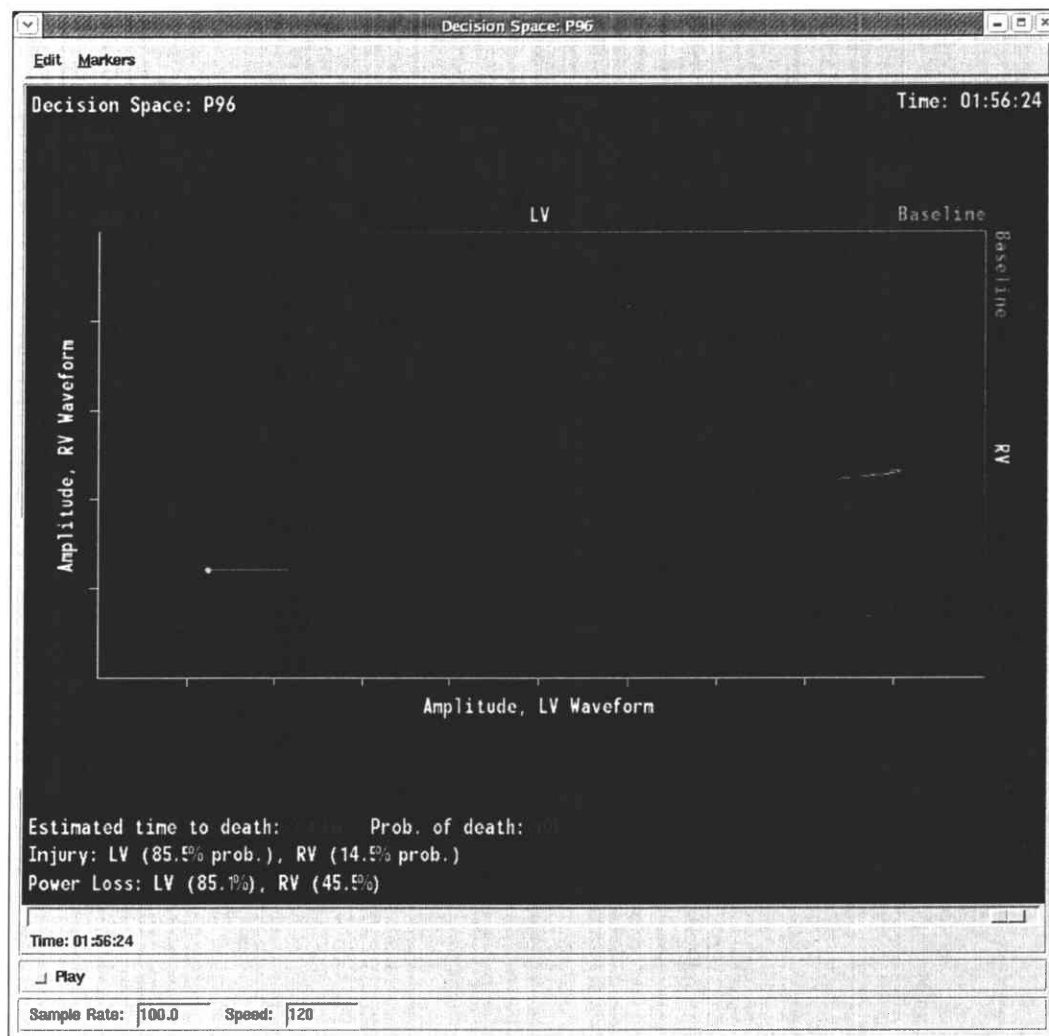 Decision Space: P96
Edit Markers
Decision Space: P96
Time: 01:56:24
LV
Baseline
Baseline
Amplitude, RV Waveform
RV
Amplitude, LV Waveform
Estimated time to death: Prob. of death:
Injury: LV (85.5% prob.), RV (14.5% prob.)
Power Loss: LV (85.1%), RV (45.5%)
Time: 01:56:24
Play
Sample Rate: 100.0 Speed: 120